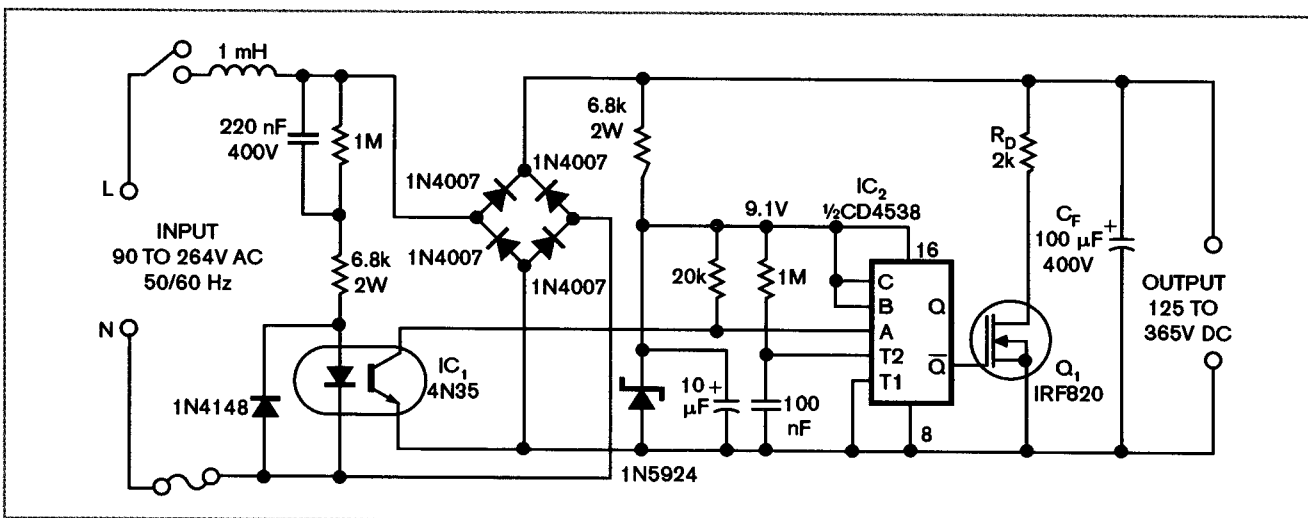 1 mH
220 nF
400V
1M
L
INPUT
90 TO 264V AC
50/60 Hz
N
6.8k
2W
1N4148
IC1
4N35
1N4007
1N4007
1N4007
1N4007
6.8k
2W
9.1V
20k
1M
10 +
μF
100
nF
1N5924
IC2
½CD4538
16
C
B
A
T2
T1
Q
Q̅
8
RD
2k
Q1
IRF820
CF
100 μF
400V
+
OUTPUT
125 TO
365V DC